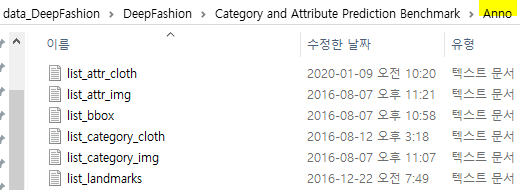 data_DeepFashion > DeepFashion > Category and Attribute Prediction Benchmark > Anno
이름 수정한 날짜 유형
list_attr_cloth 2020-01-09 오전 10:20 텍스트 문서
list_attr_img 2016-08-07 오후 11:21 텍스트 문서
list_bbox 2016-08-07 오후 10:58 텍스트 문서
list_category_cloth 2016-08-12 오후 3:18 텍스트 문서
list_category_img 2016-08-07 오후 11:07 텍스트 문서
list_landmarks 2016-12-22 오전 7:49 텍스트 문서